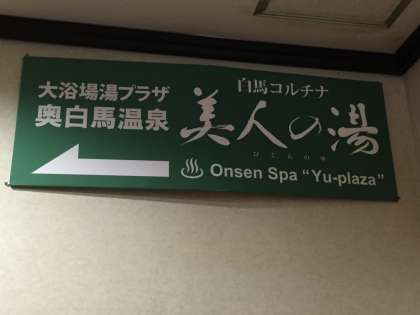 大浴場湯プラザ
奥白馬温泉
白馬コルチナ
美人の湯
びじんのゆ
Onsen Spa "Yu-plaza"